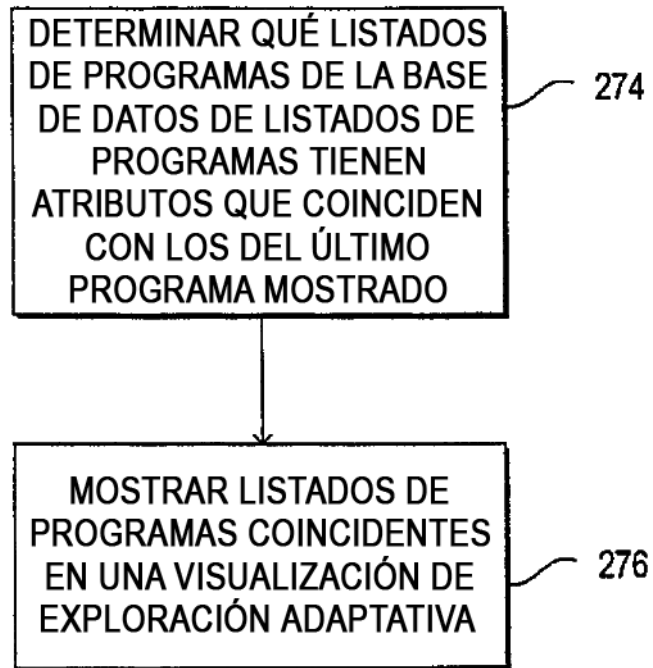 DETERMINAR QUÉ LISTADOS
DE PROGRAMAS DE LA BASE
DE DATOS DE LISTADOS DE
PROGRAMAS TIENEN
ATRIBUTOS QUE COINCIDEN
CON LOS DEL ÚLTIMO
PROGRAMA MOSTRADO
274
MOSTRAR LISTADOS DE
PROGRAMAS COINCIDENTES
EN UNA VISUALIZACIÓN DE
EXPLORACIÓN ADAPTATIVA
276